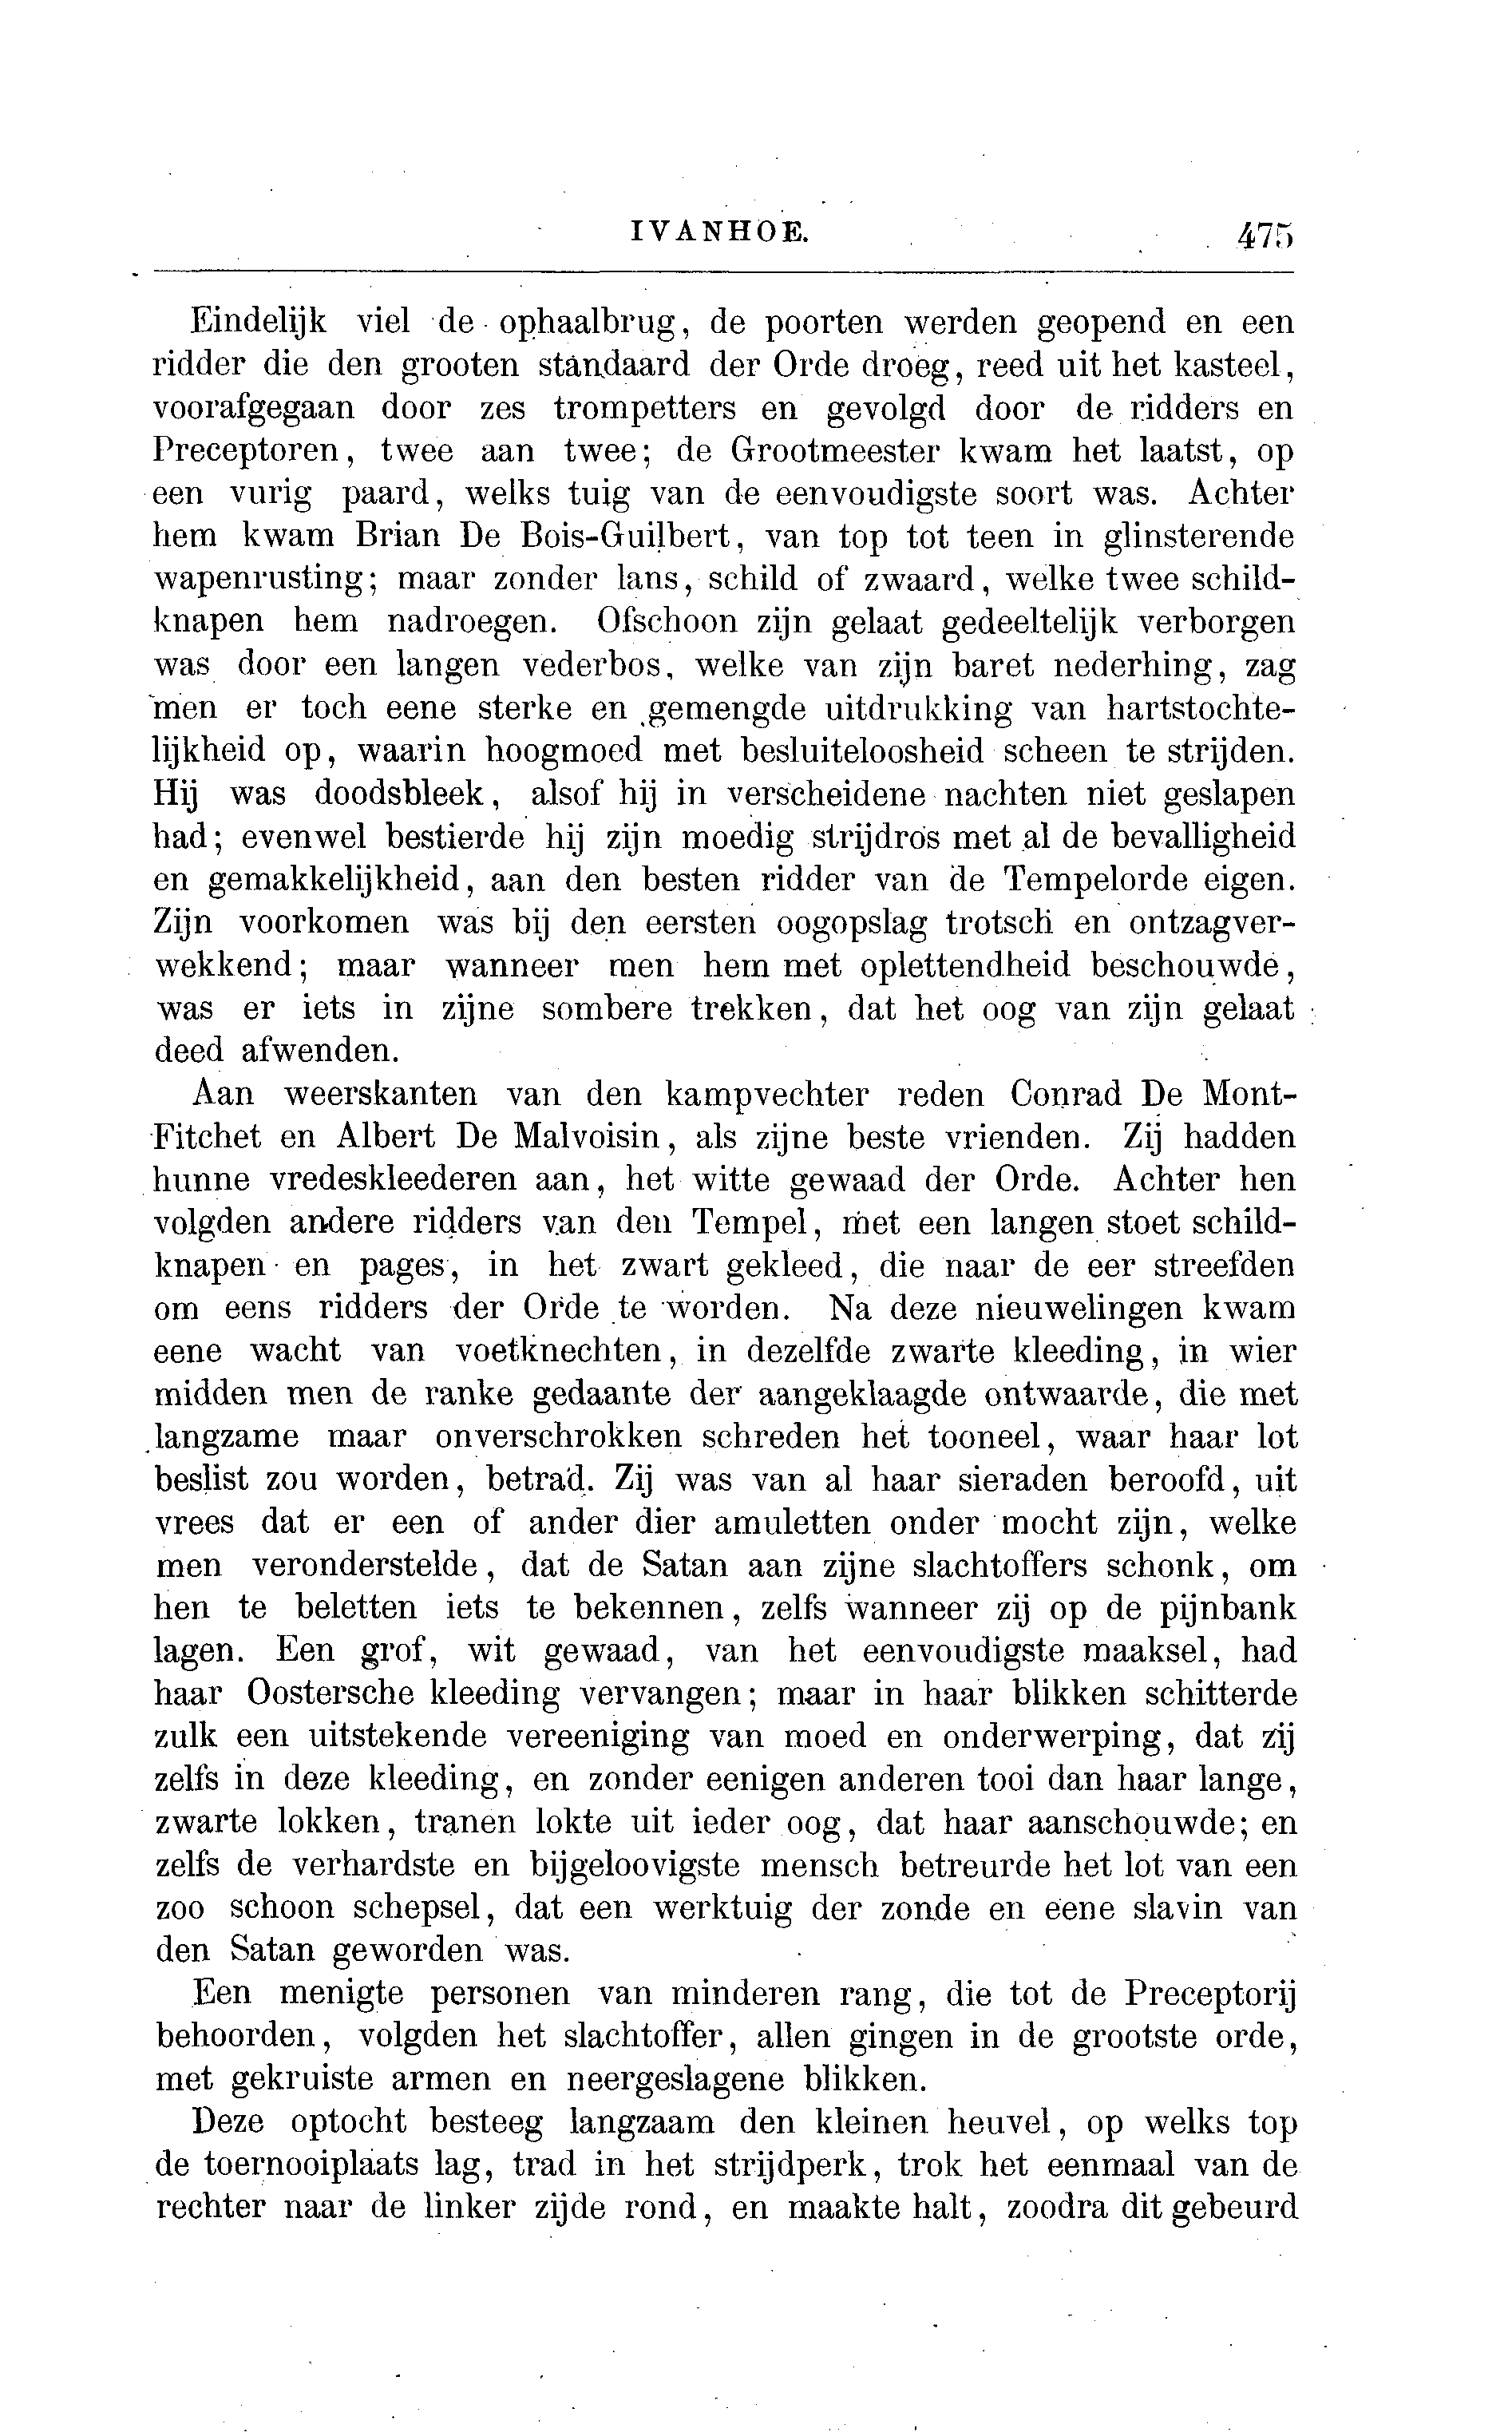 IVANHOE. 475
Eindelijk viel de ophaalbrug, de poorten werden geopend en een
ridder die den grooten standaard der Orde droeg, reed uit het kasteel,
voorafgegaan door zes trompetters en gevolgd door de ridders en
Preceptoren, twee aan twee; de Grootmeester kwam het laatst, op
een vurig paard, welks tuig van de eenvoudigste soort was. Achter
hem kwam Brian De Bois-Guilbert, van top tot teen in glinsterende
wapenrusting; maar zonder lans, schild of zwaard, welke twee schild-
knapen hem nadroegen. Ofschoon zijn gelaat gedeeltelijk verborgen
was door een langen vederbos, welke van zijn baret nederhing, zag
men er toch eene sterke en gemengde uitdrukking van hartstochte-
lijkheid op, waarin hoogmoed met besluiteloosheid scheen te strijden.
Hij was doodsbleek, alsof hij in verscheidene nachten niet geslapen
had; evenwel bestierde hij zijn moedig strijdros met al de bevalligheid
en gemakkelijkheid, aan den besten ridder van de Tempelorde eigen.
Zijn voorkomen was bij den eersten oogopslag trotsch en ontzagver-
wekkend; maar wanneer men hem met oplettendheid beschouwde,
was er iets in zijne sombere trekken, dat het oog van zijn gelaat
deed afwenden.
Aan weerskanten van den kampvechter reden Conrad De Mont-
Fitchet en Albert De Malvoisin, als zijne beste vrienden. Zij hadden
hunne vredeskleederen aan, het witte gewaad der Orde. Achter hen
volgden andere ridders van den Tempel, met een langen stoet schild-
knapen en pages, in het zwart gekleed, die naar de eer streefden
om eens ridders der Orde te worden. Na deze nieuwelingen kwam
eene wacht van voetknechten, in dezelfde zwarte kleeding, in wier
midden men de ranke gedaante der aangeklaagde ontwaarde, die met
langzame maar onverschrokken schreden het tooneel, waar haar lot
beslist zou worden, betrad. Zij was van al haar sieraden beroofd, uit
vrees dat er een of ander dier amuletten onder mocht zijn, welke
men veronderstelde, dat de Satan aan zijne slachtoffers schonk, om
hen te beletten iets te bekennen, zelfs wanneer zij op de pijnbank
lagen. Een grof, wit gewaad, van het eenvoudigste maaksel, had
haar Oostersche kleeding vervangen; maar in haar blikken schitterde
zulk een uitstekende vereeniging van moed en onderwerping, dat zij
zelfs in deze kleeding, en zonder eenigen anderen tooi dan haar lange,
zwarte lokken, tranen lokte uit ieder oog, dat haar aanschouwde; en
zelfs de verhardste en bijgeloovigste mensch betreurde het lot van een
zoo schoon schepsel, dat een werktuig der zonde en eene slavin van
den Satan geworden was.
Een menigte personen van minderen rang, die tot de Preceptorij
behoorden, volgden het slachtoffer, allen gingen in de grootste orde,
met gekruiste armen en neergeslagene blikken.
Deze optocht besteeg langzaam den kleinen heuvel, op welks top
de toernooiplaats lag, trad in het strijdperk, trok het eenmaal van de
rechter naar de linker zijde rond, en maakte halt, zoodra dit gebeurd